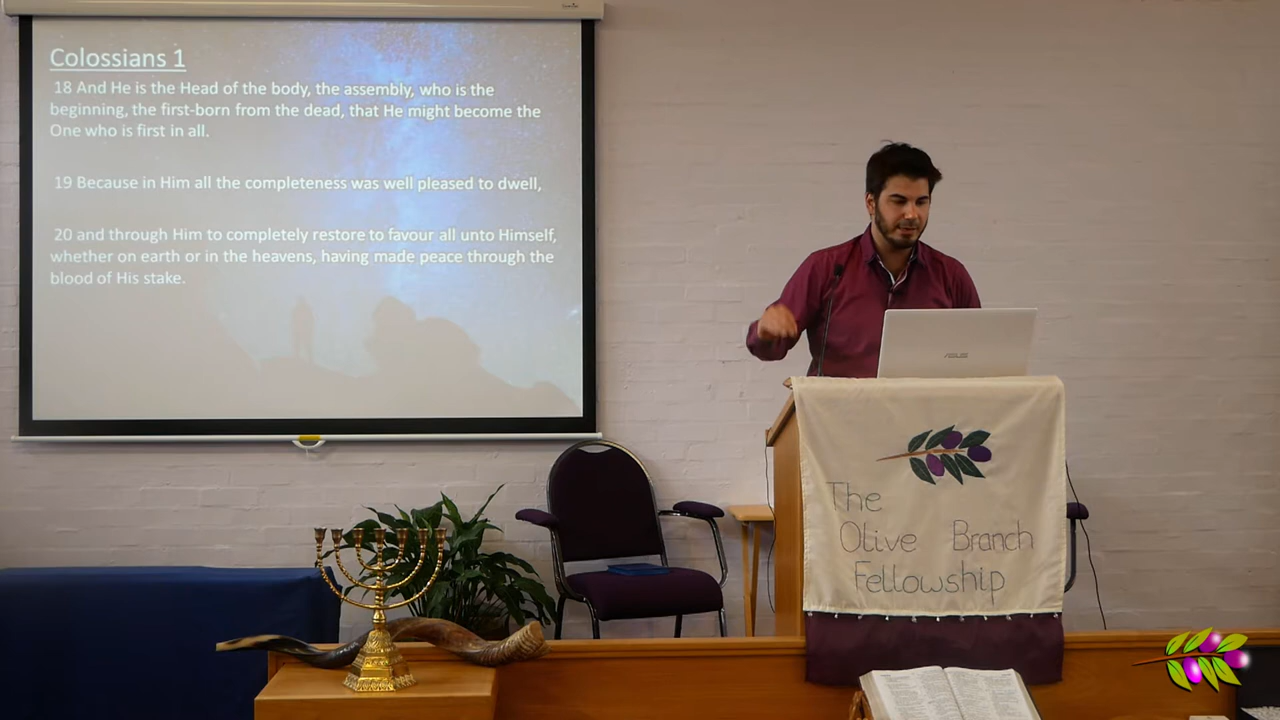 Colossians 1
18 And He is the Head of the body, the assembly, who is the
beginning, the first-born from the dead, that He might become the
One who is first in all.
19 Because in Him all the completeness was well pleased to dwell,
20 and through Him to completely restore to favour all unto Himself,
whether on earth or in the heavens, having made peace through the
blood of His stake.
ASUS
The
Olive Branch
Fellowship